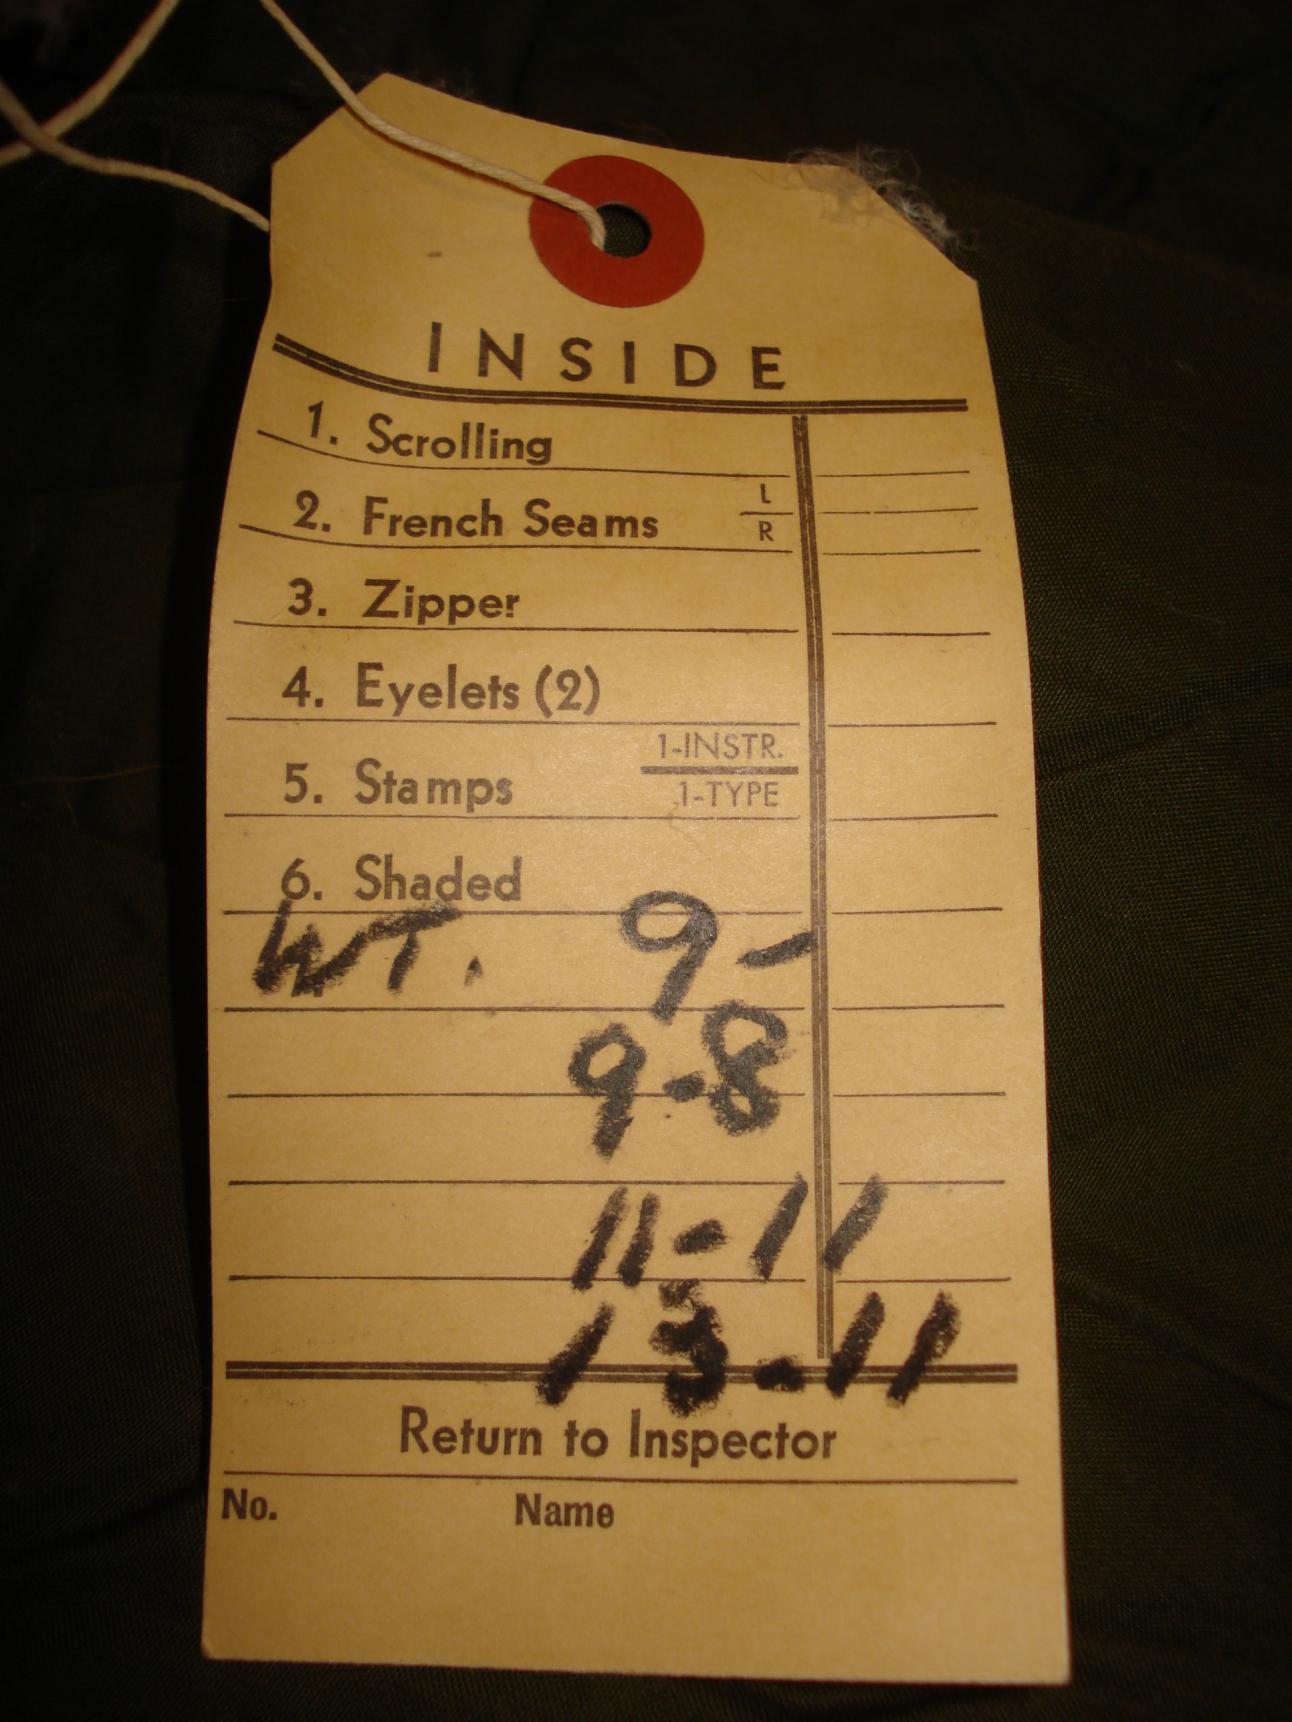 INSIDE
1. Scrolling
2. French Seams L
R
3. Zipper
4. Eyelets (2)
5. Stamps 1-INSTR.
1-TYPE
6. Shaded
WT. 9-
9-8
11-11
13-11
Return to Inspector
No. Name